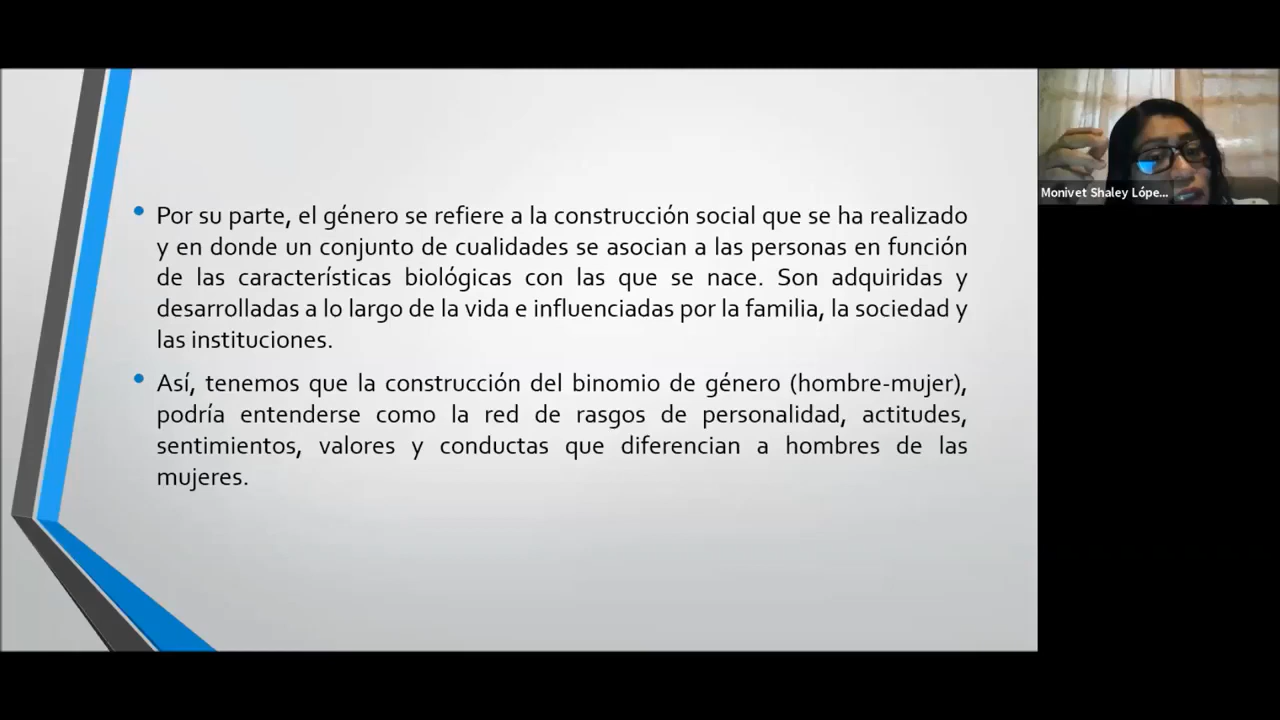 Por su parte, el género se refiere a la construcción social que se ha realizado
y en donde un conjunto de cualidades se asocian a las personas en función
de las características biológicas con las que se nace. Son adquiridas y
desarrolladas a lo largo de la vida e influenciadas por la familia, la sociedad y
las instituciones.
Así, tenemos que la construcción del binomio de género (hombre-mujer),
podría entenderse como la red de rasgos de personalidad, actitudes,
sentimientos, valores y conductas que diferencian a hombres de las
mujeres.
Monivet Shaley Lópe...